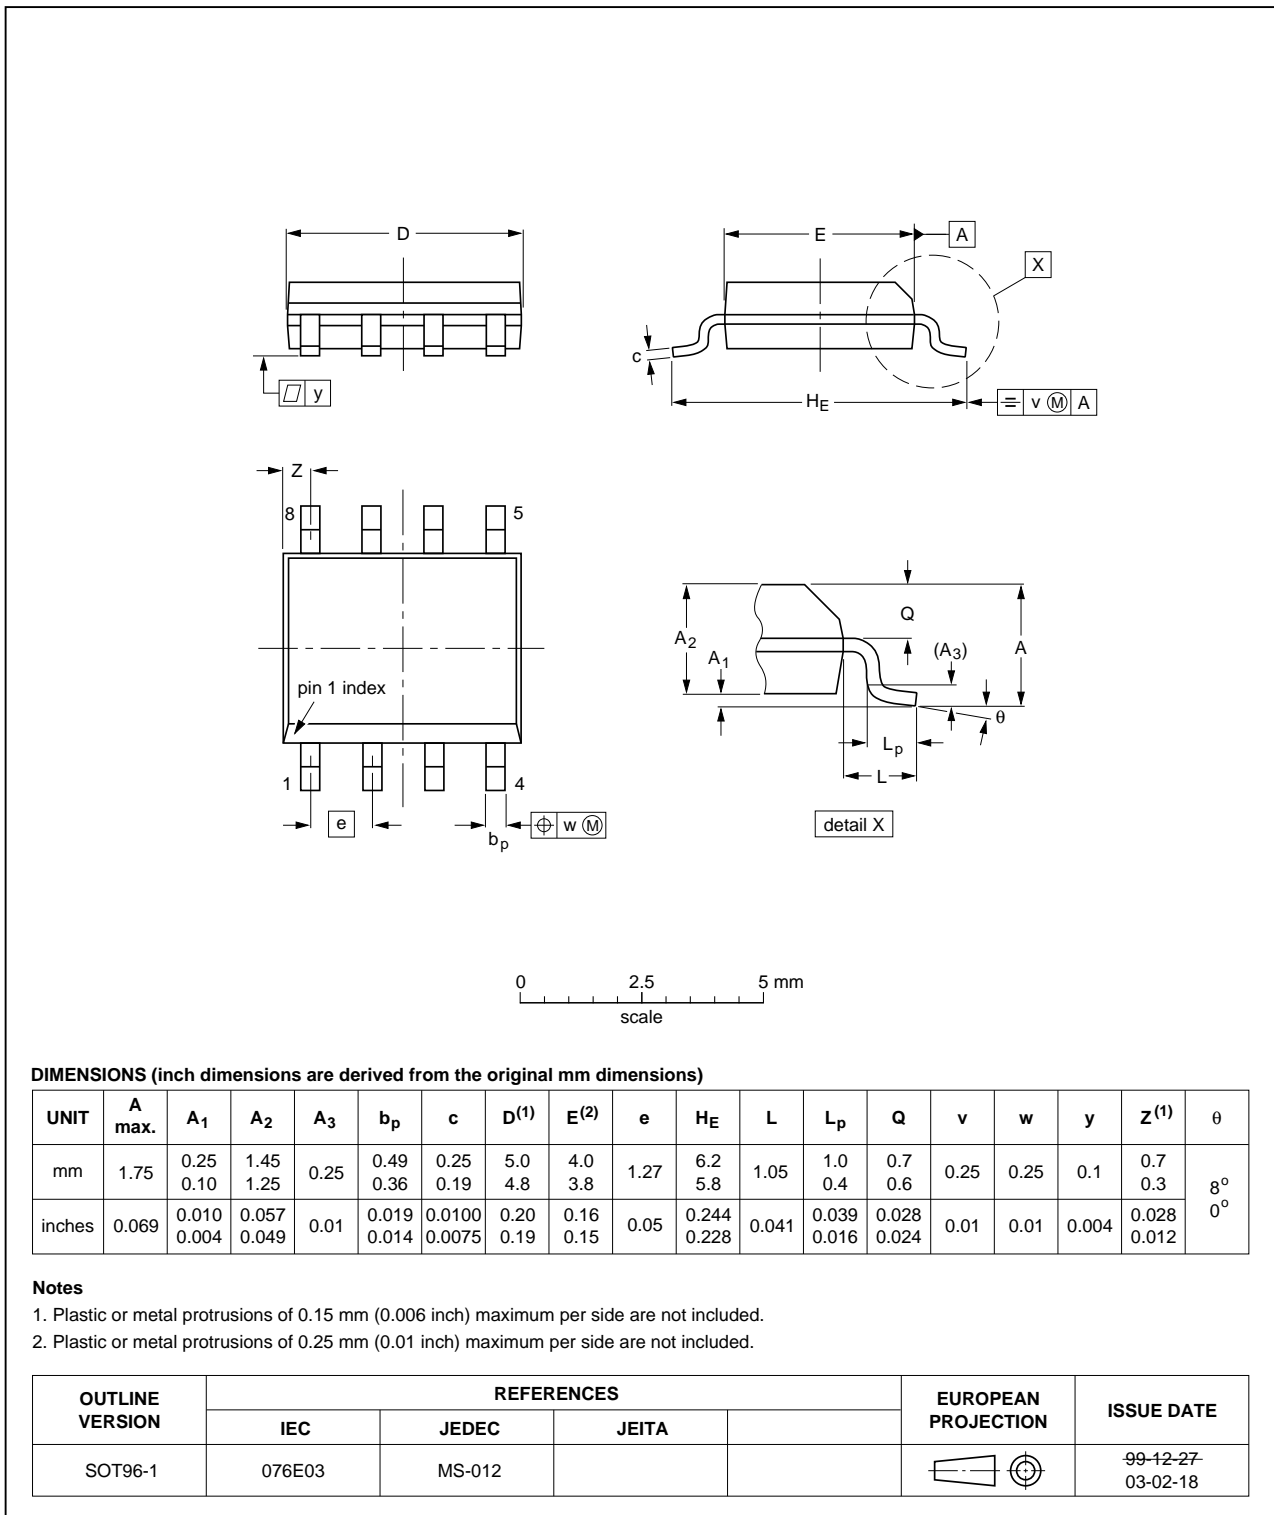 D
E
A
X
c
y
HE
v M A
Z
8
5
pin 1 index
1
4
e
bp
w M
A2
A1
Q
(A3)
A
θ
Lp
L
detail X
0 2.5 5 mm
scale
DIMENSIONS (inch dimensions are derived from the original mm dimensions)
UNIT A max. A1 A2 A3 bp c D(1) E(2) e HE L Lp Q v w y Z(1) θ
mm 1.75 0.25 0.10 1.45 1.25 0.25 0.49 0.36 0.25 0.19 5.0 4.8 4.0 3.8 1.27 6.2 5.8 1.05 1.0 0.4 0.7 0.6 0.25 0.25 0.1 0.7 0.3 8° 0°
inches 0.069 0.010 0.004 0.057 0.049 0.01 0.019 0.014 0.0100 0.0075 0.20 0.19 0.16 0.15 0.05 0.244 0.228 0.041 0.039 0.016 0.028 0.024 0.01 0.01 0.004 0.028 0.012
Notes
1. Plastic or metal protrusions of 0.15 mm (0.006 inch) maximum per side are not included.
2. Plastic or metal protrusions of 0.25 mm (0.01 inch) maximum per side are not included.
OUTLINE VERSION REFERENCES EUROPEAN PROJECTION ISSUE DATE
IEC JEDEC JEITA
SOT96-1 076E03 MS-012 99-12-27
03-02-18